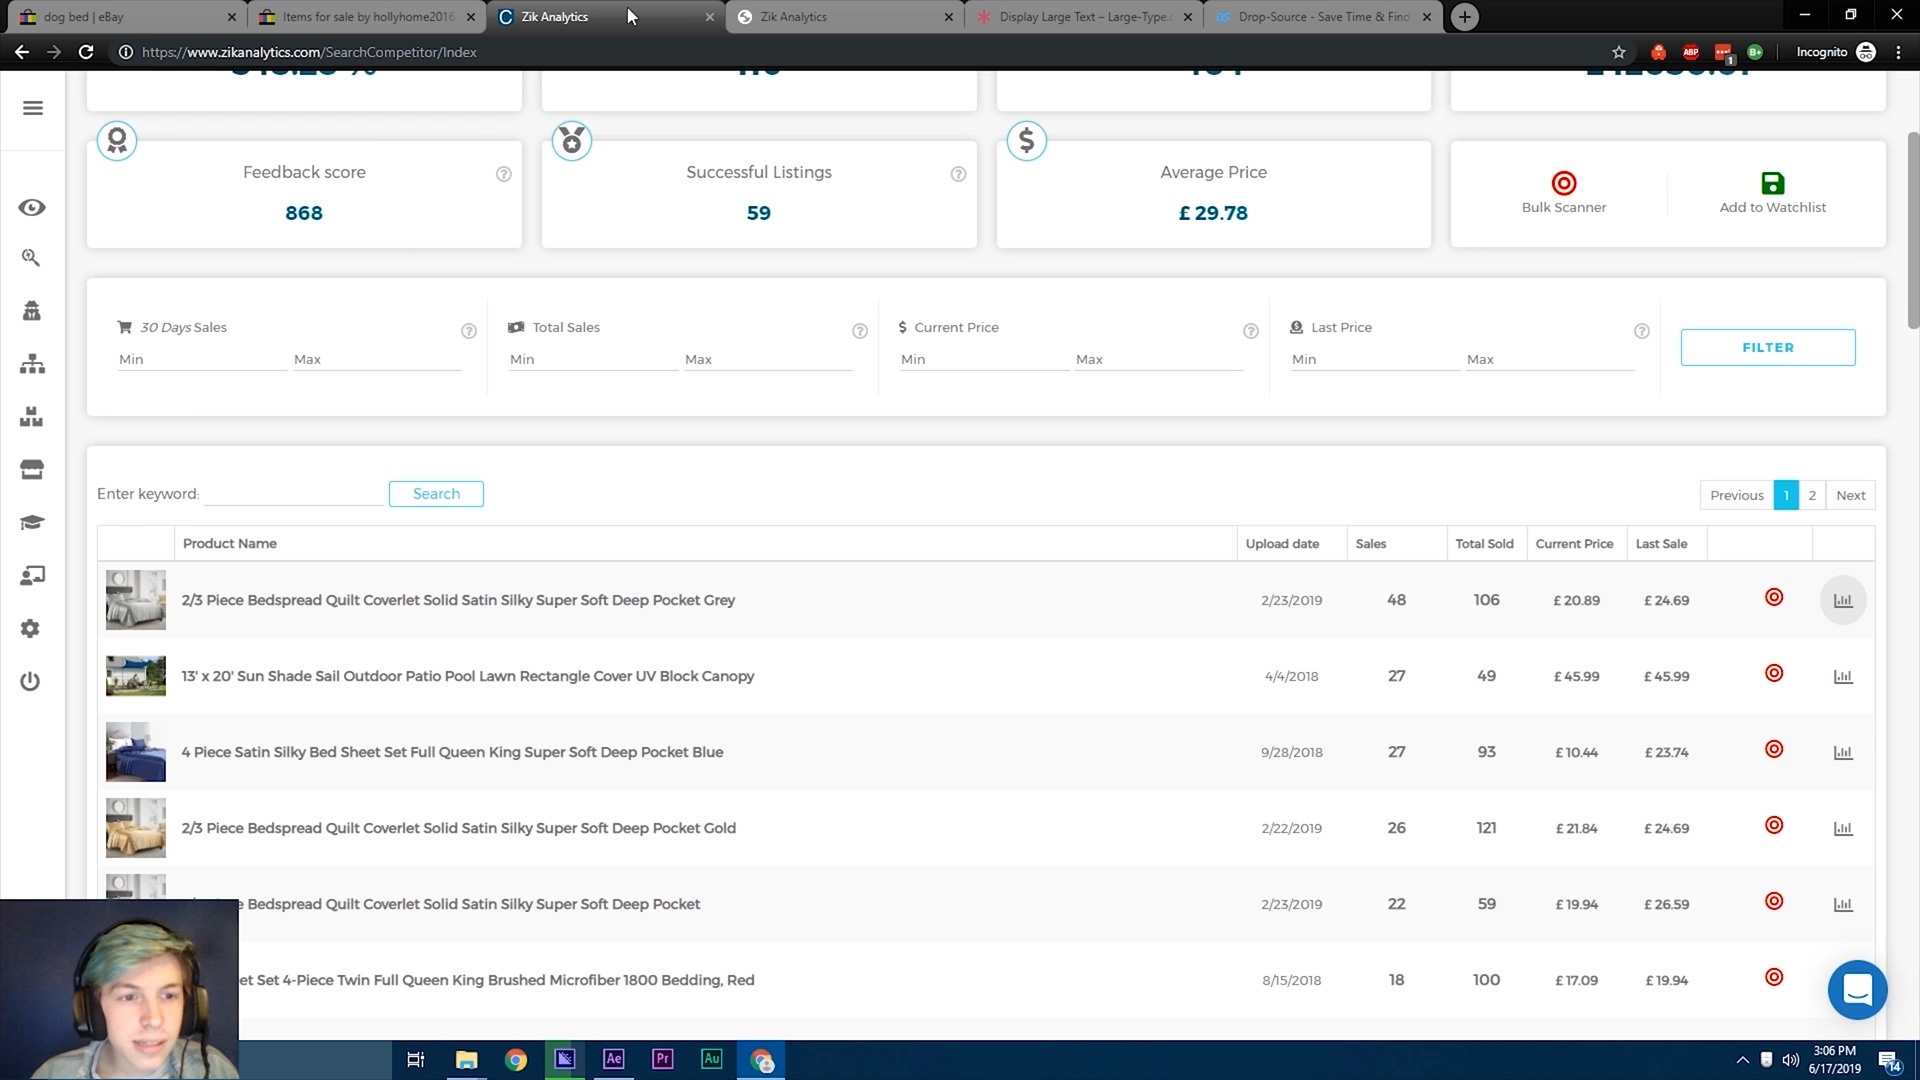 dog bed | eBay
Items for sale by hollyhome2016
Zik Analytics
Zik Analytics
Display Large Text – Large-Type.c
Drop-Source - Save Time & Find
https://www.zikanalytics.com/SearchCompetitor/Index
ABP
1
B+
Incognito
Feedback score
868
Successful Listings
59
Average Price
£ 29.78
Bulk Scanner
Add to Watchlist
30 Days Sales
Total Sales
Current Price
Last Price
Min
Max
Min
Max
Min
Max
Min
Max
FILTER
Enter keyword:
Search
Previous 1 2 Next
Product Name Upload date Sales Total Sold Current Price Last Sale
2/3 Piece Bedspread Quilt Coverlet Solid Satin Silky Super Soft Deep Pocket Grey 2/23/2019 48 106 £ 20.89 £ 24.69
13' x 20' Sun Shade Sail Outdoor Patio Pool Lawn Rectangle Cover UV Block Canopy 4/4/2018 27 49 £ 45.99 £ 45.99
4 Piece Satin Silky Bed Sheet Set Full Queen King Super Soft Deep Pocket Blue 9/28/2018 27 93 £ 10.44 £ 23.74
2/3 Piece Bedspread Quilt Coverlet Solid Satin Silky Super Soft Deep Pocket Gold 2/22/2019 26 121 £ 21.84 £ 24.69
Bedspread Quilt Coverlet Solid Satin Silky Super Soft Deep Pocket 2/23/2019 22 59 £ 19.94 £ 26.59
et Set 4-Piece Twin Full Queen King Brushed Microfiber 1800 Bedding, Red 8/15/2018 18 100 £ 17.09 £ 19.94
Ae
Pr
Au
3:06 PM
6/17/2019
14